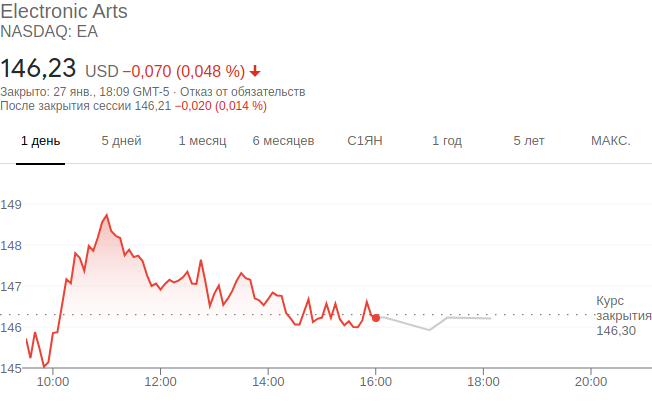 Electronic Arts
NASDAQ: EA
146,23 USD −0,070 (0,048 %)
Закрыто: 27 янв., 18:09 GMT-5 · Отказ от обязательств
После закрытия сессии 146,21 −0,020 (0,014 %)
1 день 5 дней 1 месяц 6 месяцев С1ЯН 1 год 5 лет МАКС.
149
148
147
146
145
Курс
закрытия
146,30
10:00 12:00 14:00 16:00 18:00 20:00